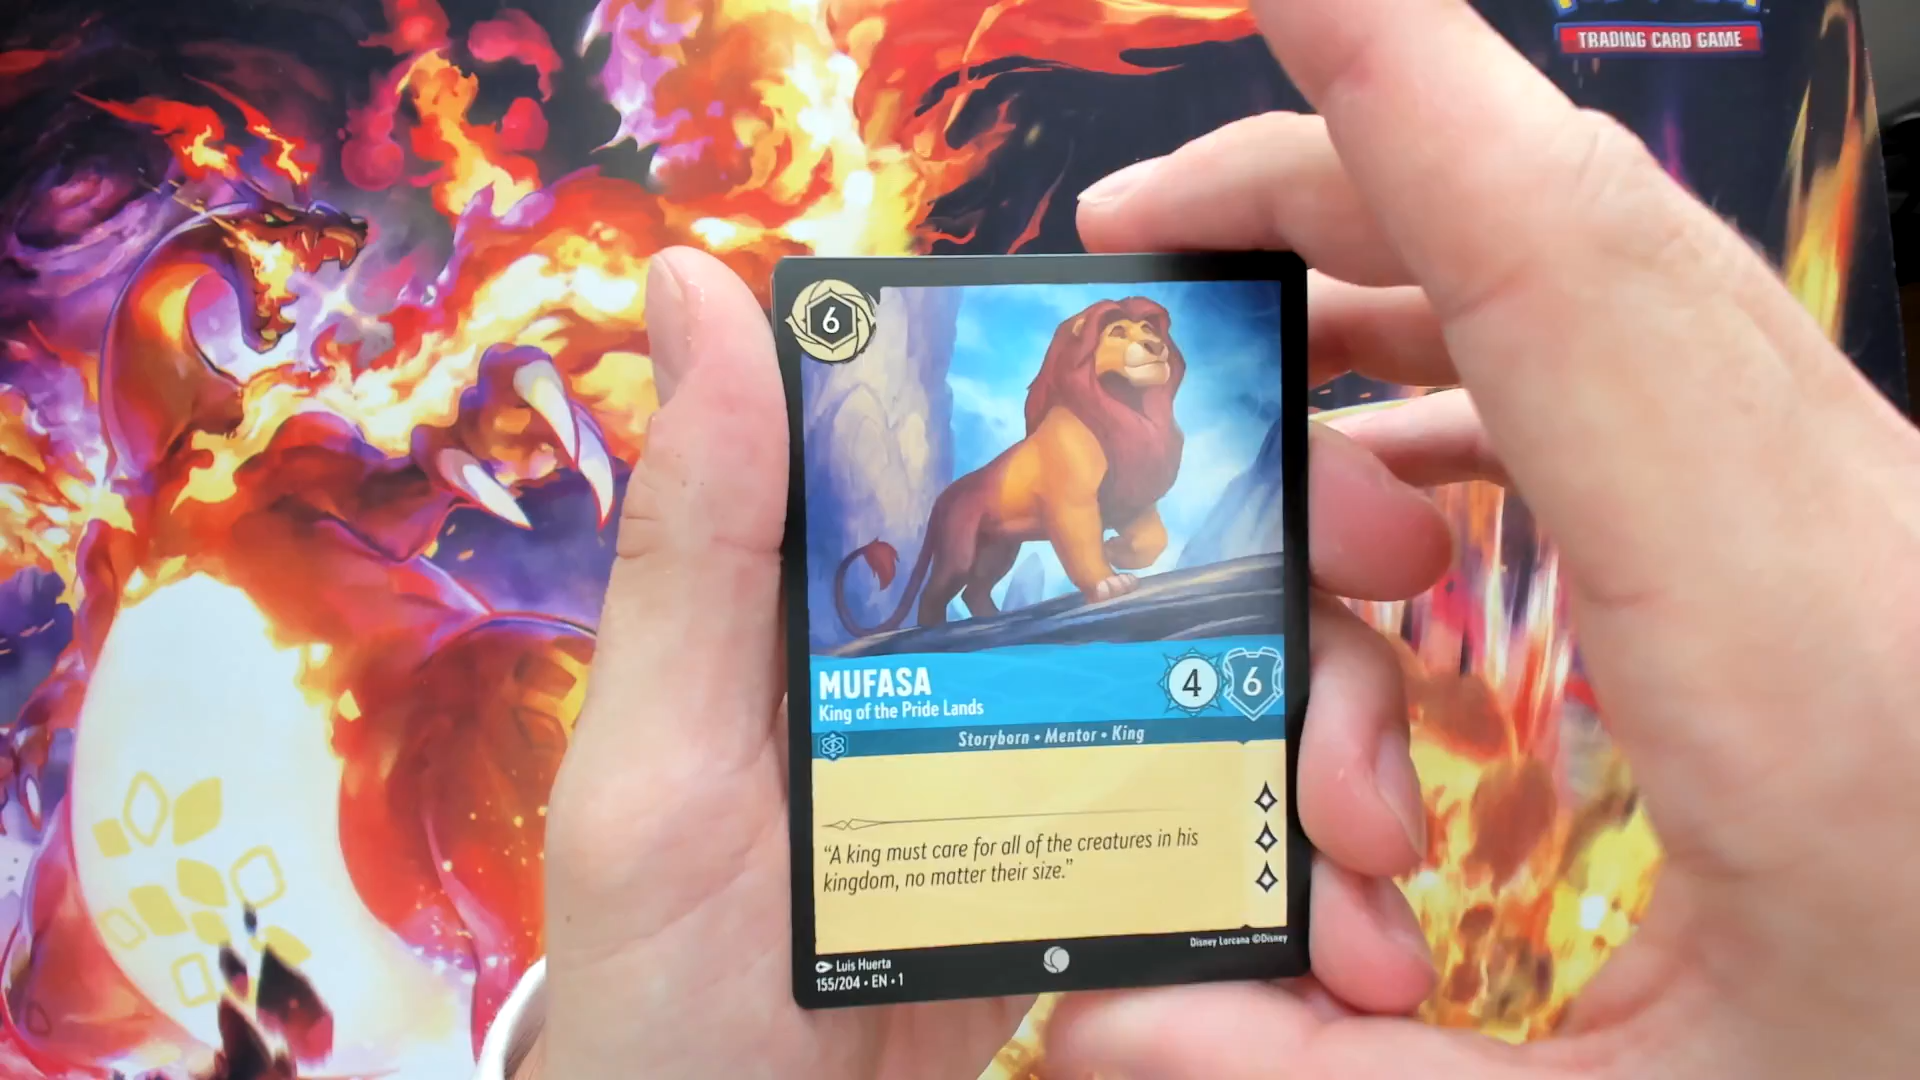 TRADING CARD GAME
6
MUFASA
King of the Pride Lands
4 6
Storyborn • Mentor • King
“A king must care for all of the creatures in his
kingdom, no matter their size.”
Disney Lorcana ©Disney
Luis Huerta
155/204 • EN • 1